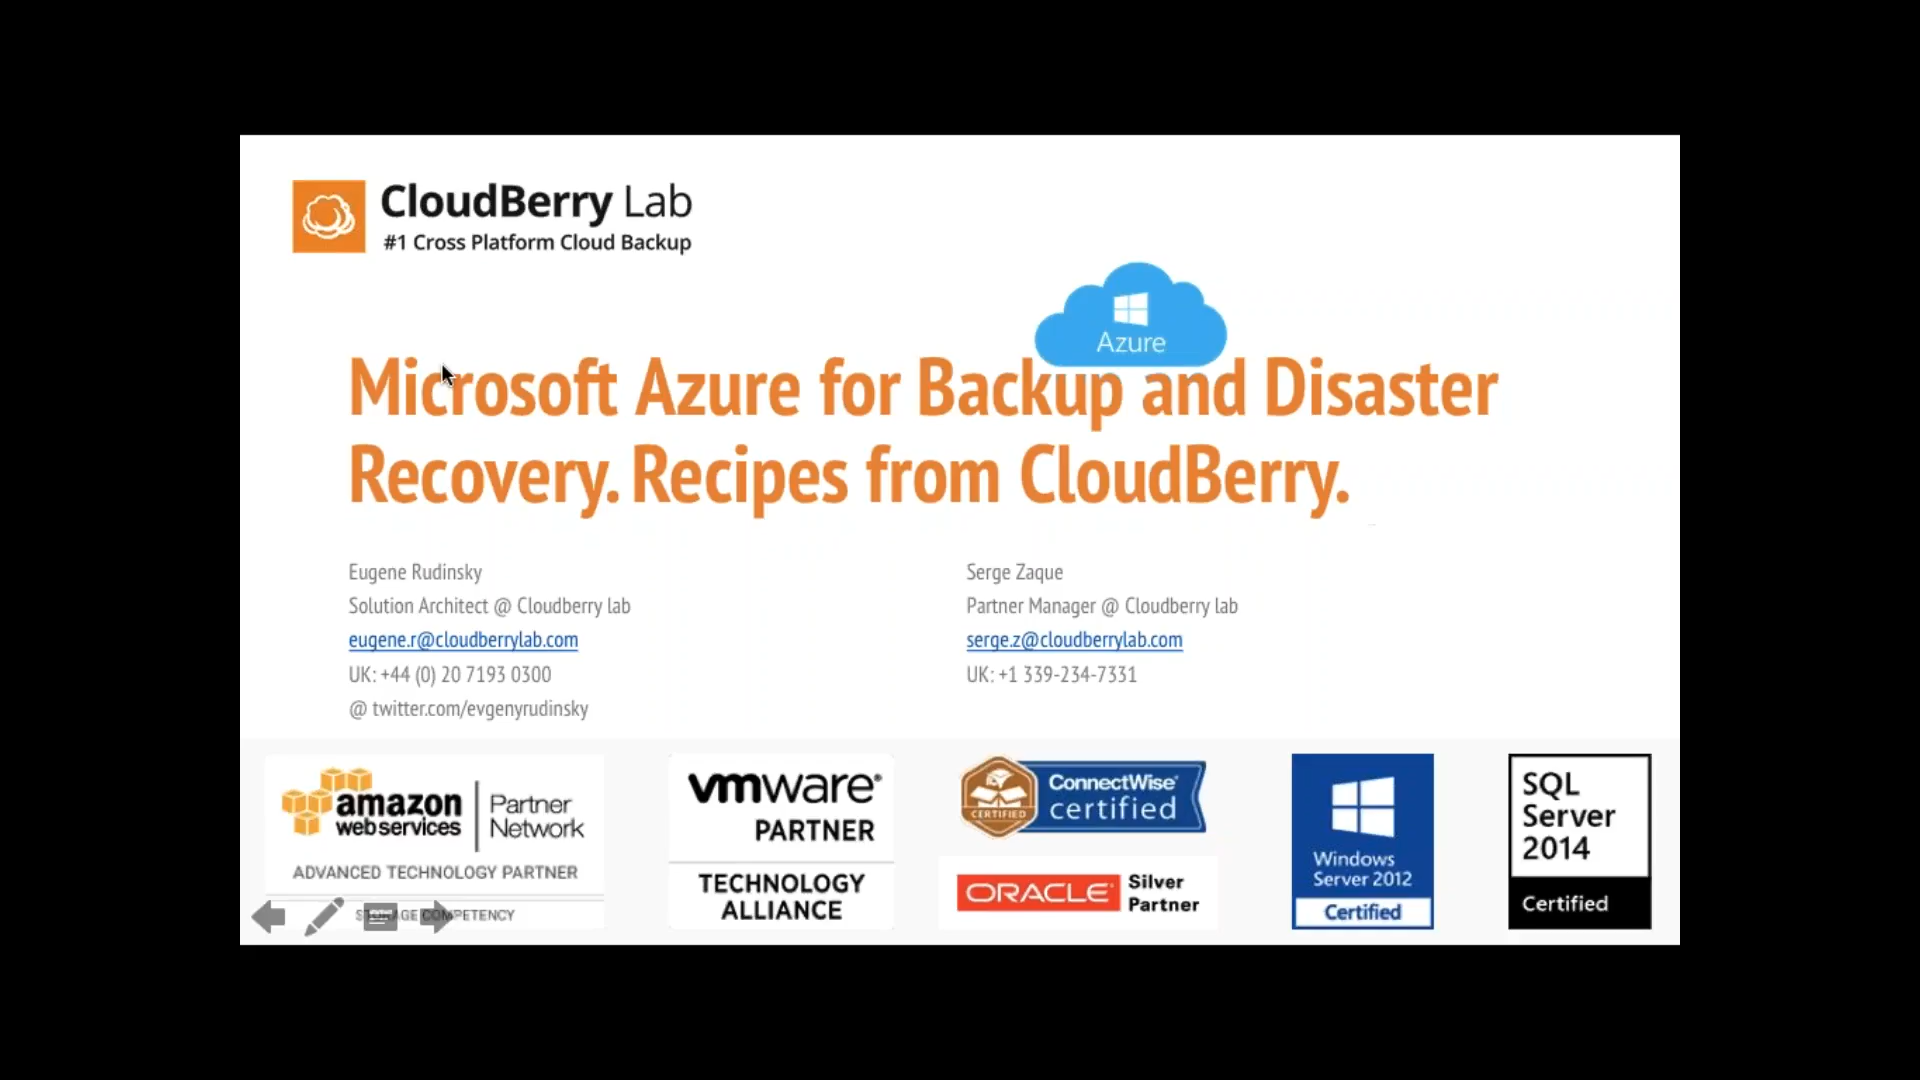 CloudBerry Lab
#1 Cross Platform Cloud Backup
Azure
Microsoft Azure for Backup and Disaster
Recovery. Recipes from CloudBerry.
Eugene Rudinsky
Solution Architect @ Cloudberry lab
eugene.r@cloudberrylab.com
UK: +44 (0) 20 7193 0300
@ twitter.com/evgenyrudinsky
Serge Zaque
Partner Manager @ Cloudberry lab
serge.z@cloudberrylab.com
UK: +1 339-234-7331
amazon
web services
Partner
Network
ADVANCED TECHNOLOGY PARTNER
STORAGE COMPETENCY
vmware®
PARTNER
TECHNOLOGY
ALLIANCE
CERTIFIED
ConnectWise®
certified
ORACLE®
Silver
Partner
Windows
Server 2012
Certified
SQL
Server
2014
Certified